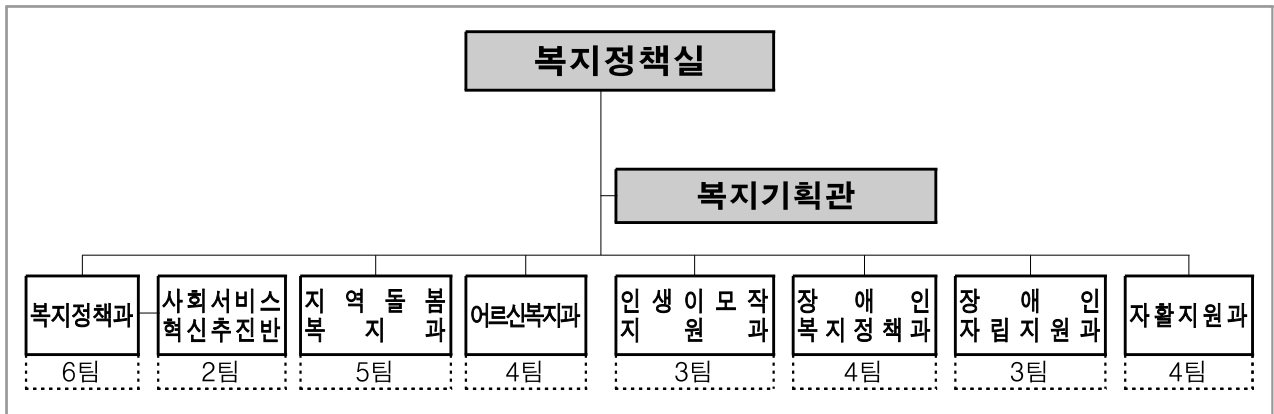 복지정책실
복지기획관
복지정책과
사회서비스
혁신추진반
지역돌봄
복지과
어르신복지과
인생이모작
지원과
장애인
복지정책과
장애인
자립지원과
자활지원과
6팀
2팀
5팀
4팀
3팀
4팀
3팀
4팀